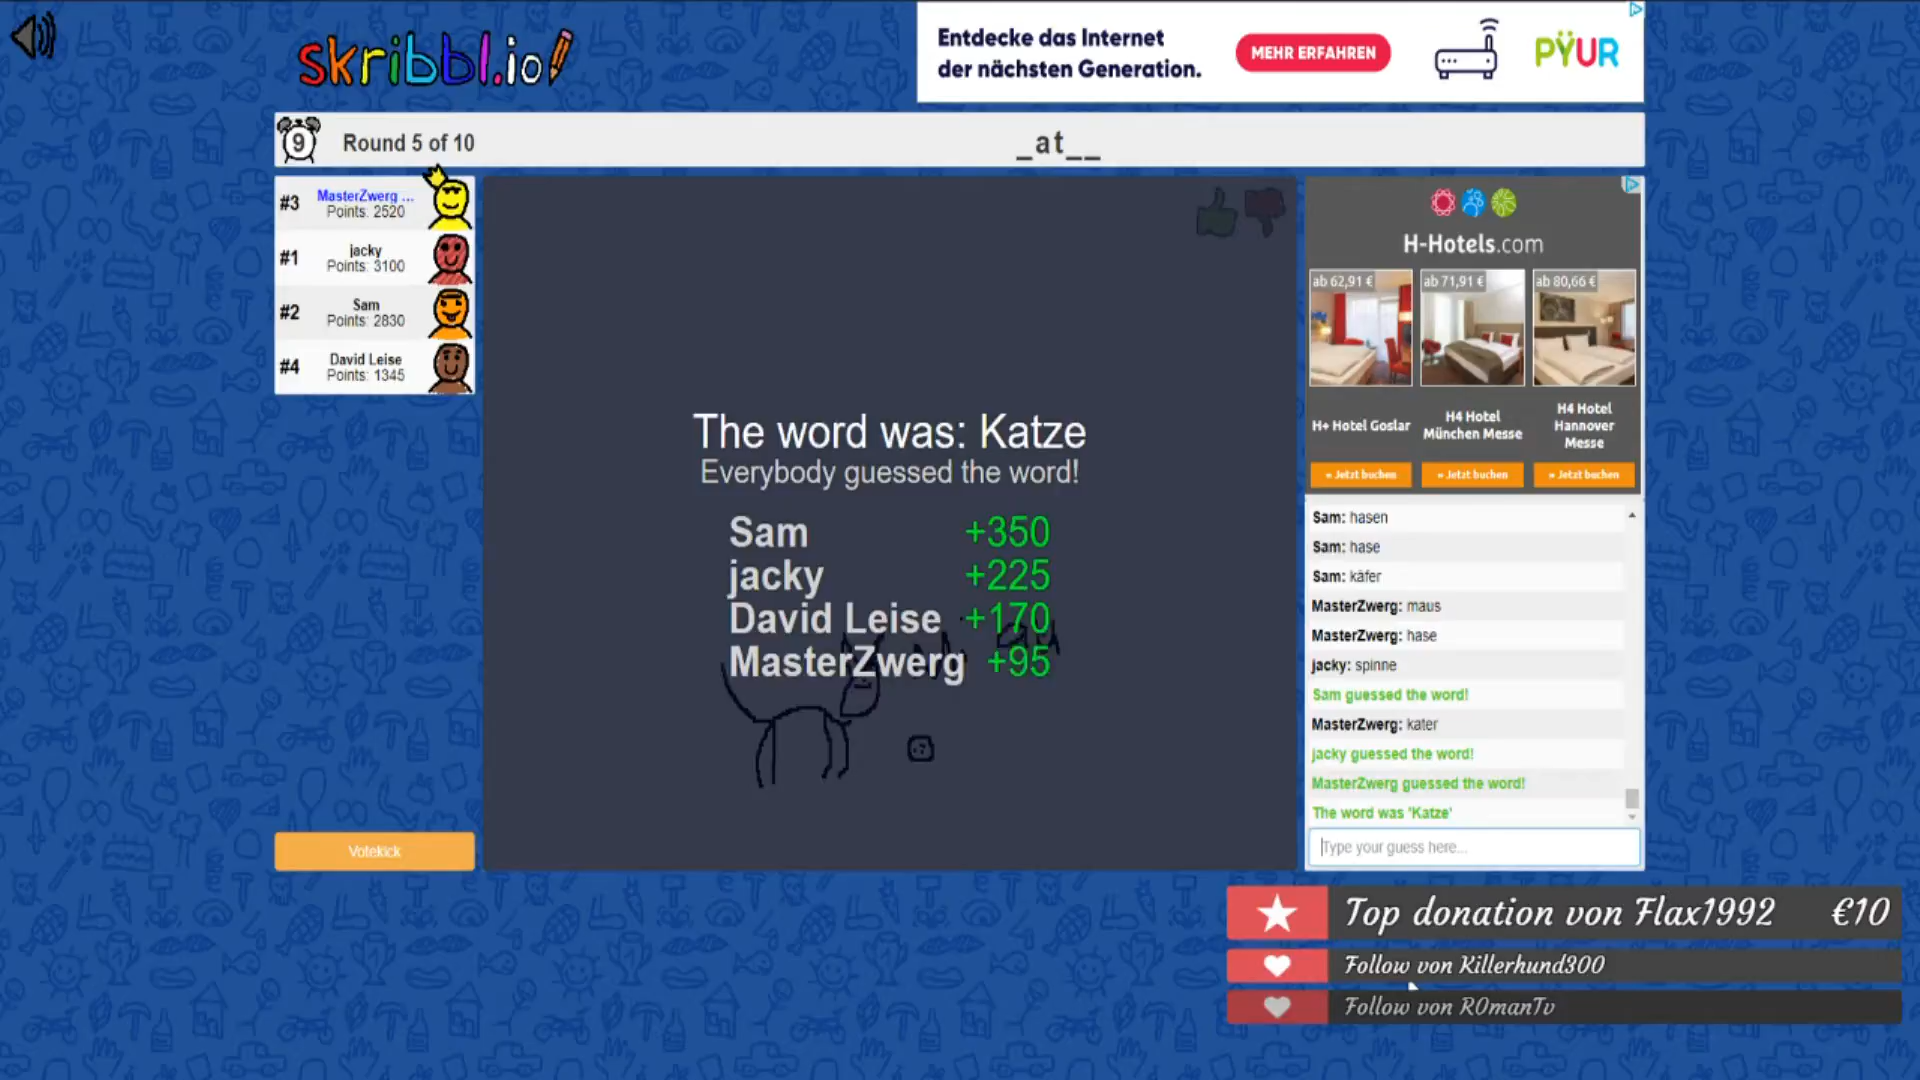 skribbl.io
Entdecke das Internet
der nächsten Generation.
MEHR ERFAHREN
PŸUR
9
Round 5 of 10
_at__
#3
MasterZwerg ...
Points: 2520
#1
jacky
Points: 3100
#2
Sam
Points: 2830
#4
David Leise
Points: 1345
Votekick
The word was: Katze
Everybody guessed the word!
Sam +350
jacky +225
David Leise +170
MasterZwerg +95
H-Hotels.com
ab 62,91 €
ab 71,91 €
ab 80,66 €
H+ Hotel Goslar
H4 Hotel
München Messe
H4 Hotel
Hannover
Messe
» Jetzt buchen
» Jetzt buchen
» Jetzt buchen
Sam: hasen
Sam: hase
Sam: käfer
MasterZwerg: maus
MasterZwerg: hase
jacky: spinne
Sam guessed the word!
MasterZwerg: kater
jacky guessed the word!
MasterZwerg guessed the word!
The word was 'Katze'
Type your guess here...
Top donation von Flax1992 €10
Follow von Killerhund300
Follow von R0manTv